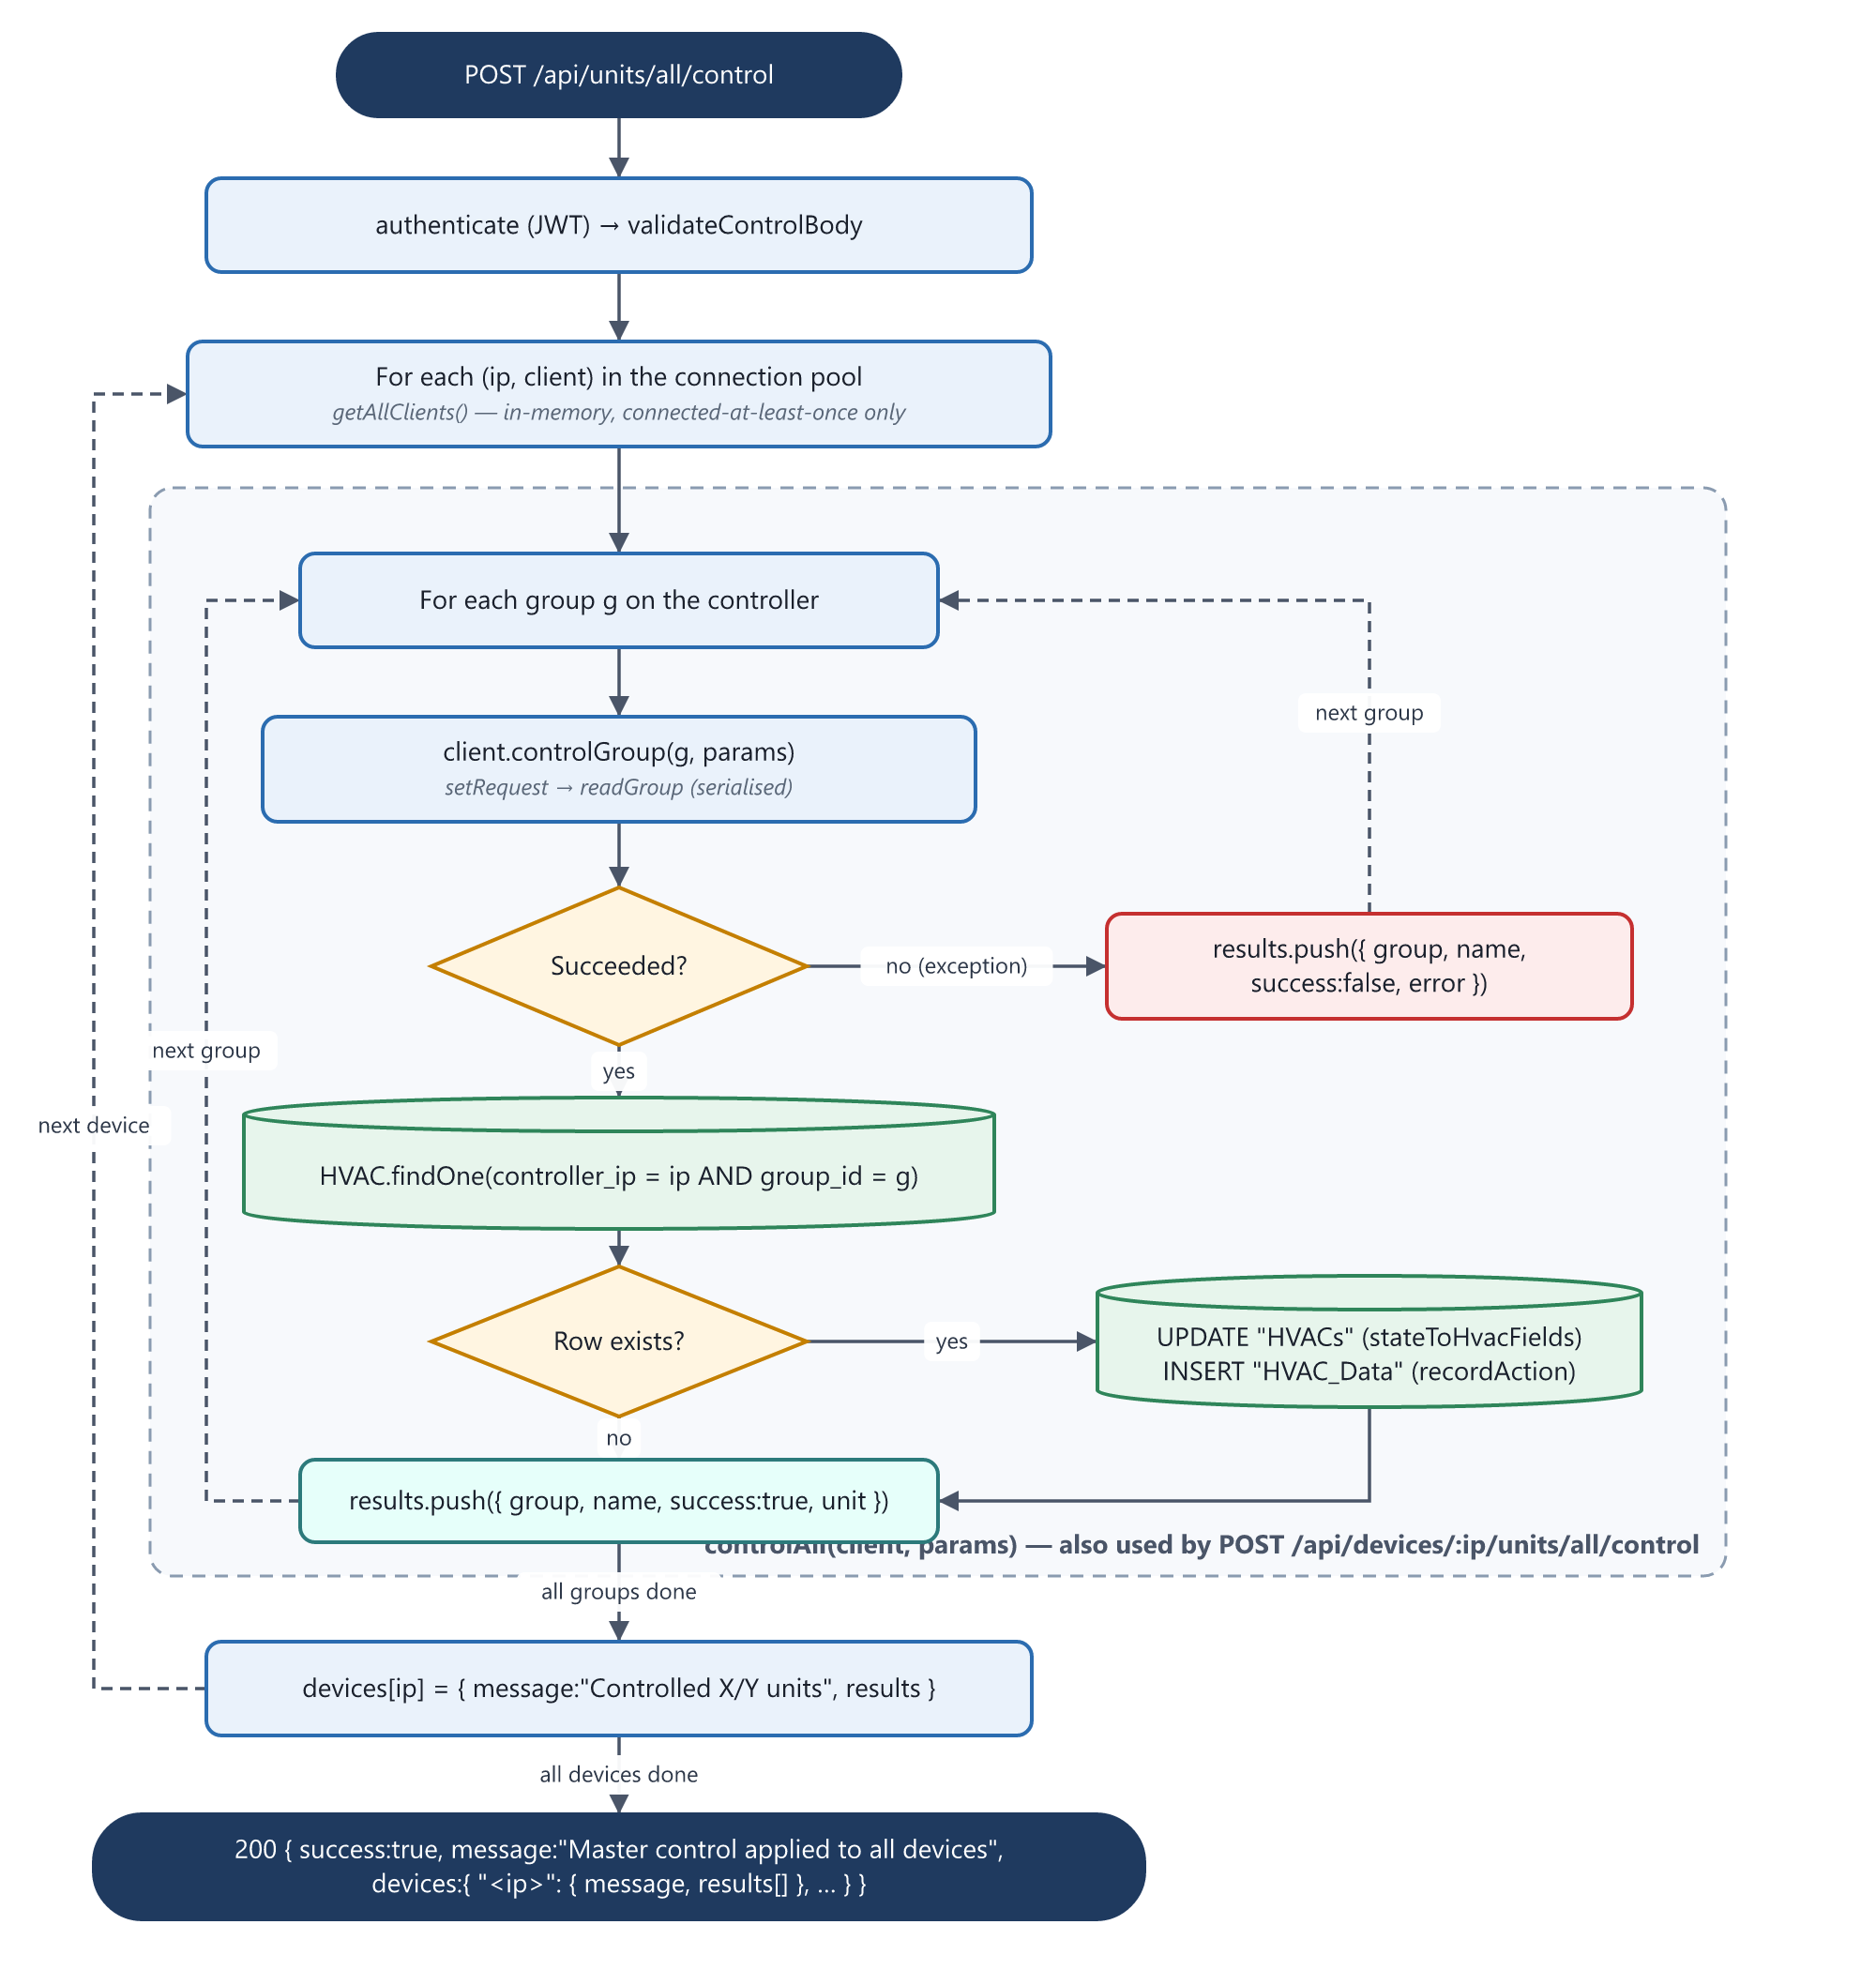 POST /api/units/all/control
authenticate (JWT) → validateControlBody
For each (ip, client) in the connection pool
getAllClients() — in-memory, connected-at-least-once only
For each group g on the controller
next group
client.controlGroup(g, params)
setRequest → readGroup (serialised)
Succeeded?
no (exception)
results.push({ group, name,
success:false, error })
next group
yes
next device
HVAC.findOne(controller_ip = ip AND group_id = g)
Row exists?
yes
UPDATE "HVACs" (stateToHvacFields)
INSERT "HVAC_Data" (recordAction)
no
results.push({ group, name, success:true, unit })
controlAll(client, params) — also used by POST /api/devices/:ip/units/all/control
all groups done
devices[ip] = { message:"Controlled X/Y units", results }
all devices done
200 { success:true, message:"Master control applied to all devices",
devices:{ "<ip>": { message, results[] }, … } }